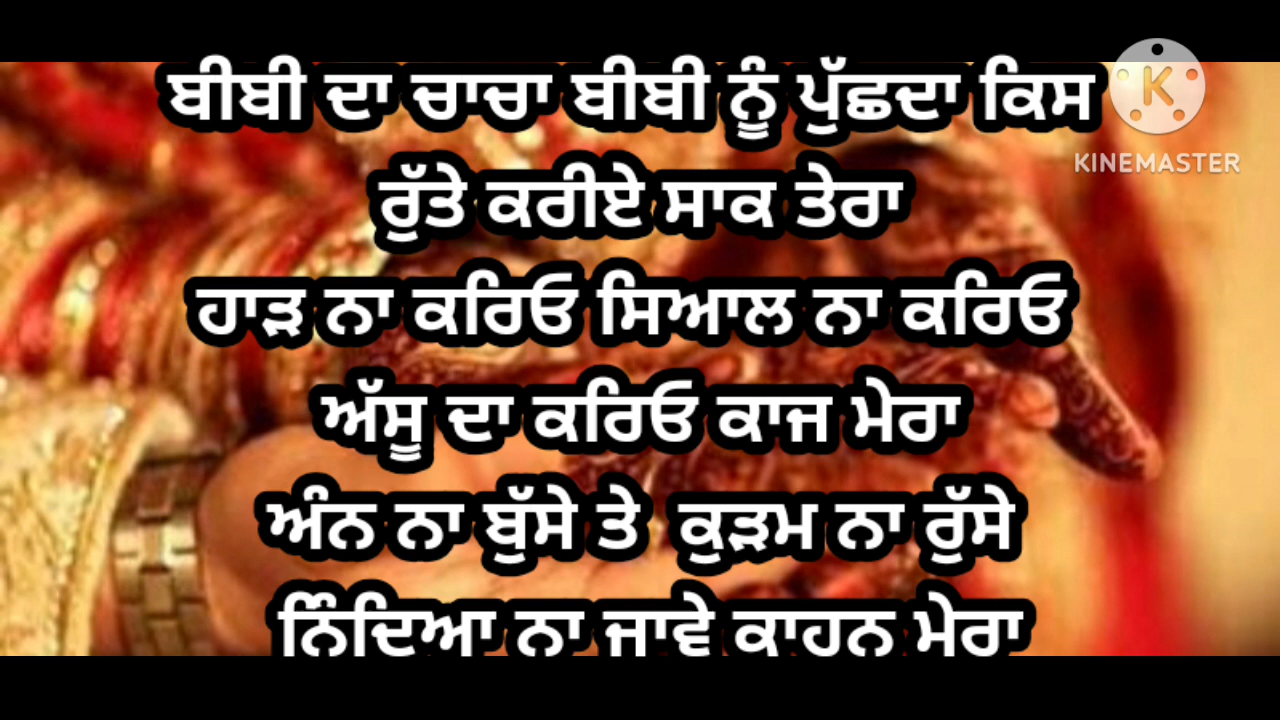 ਬੀਬੀ ਦਾ ਚਾਚਾ ਬੀਬੀ ਨੂੰ ਪੁੱਛਦਾ ਕਿਸ
ਰੁੱਤੇ ਕਰੀਏ ਸਾਕ ਤੇਰਾ
ਹਾੜ ਨਾ ਕਰਿਓ ਸਿਆਲ ਨਾ ਕਰਿਓ
ਅੱਸੂ ਦਾ ਕਰਿਓ ਕਾਜ ਮੇਰਾ
ਅੰਨ ਨਾ ਬੁੱਸੇ ਤੇ ਕੁੜਮ ਨਾ ਰੁੱਸੇ
ਨਿੰਦਿਆ ਨਾ ਜਾਵੇ ਕਾਹਨ ਮੇਰਾ
K
KINEMASTER